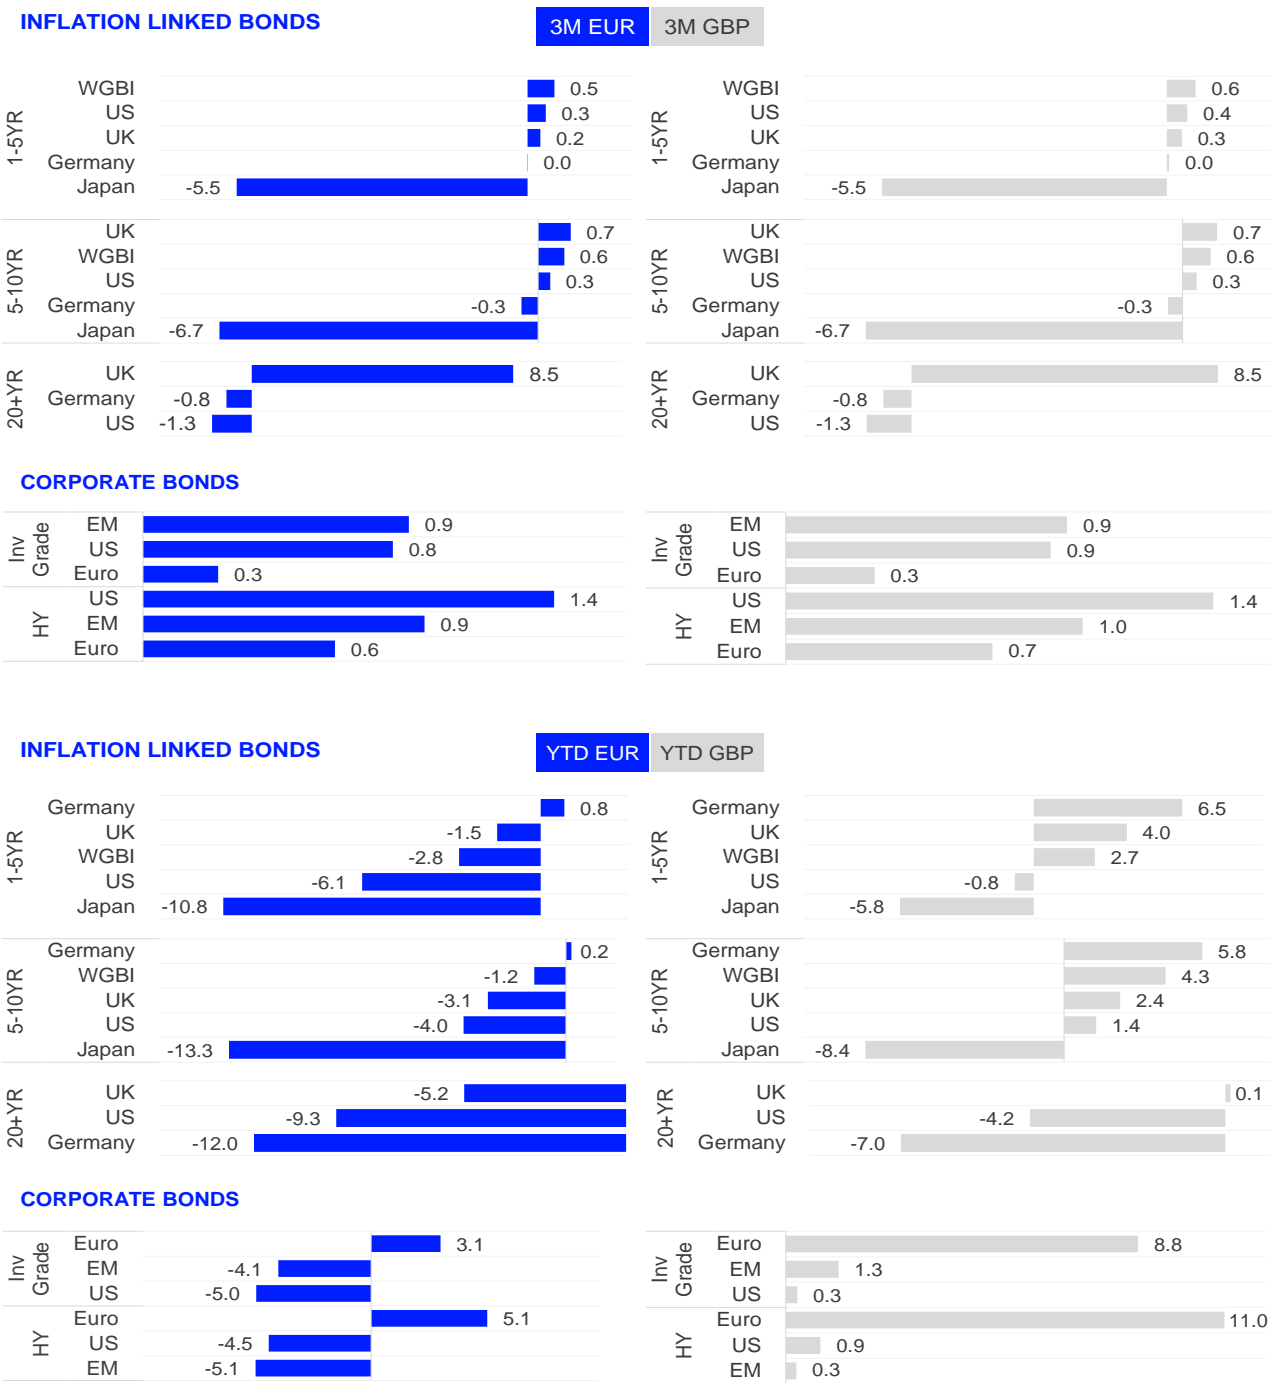 INFLATION LINKED BONDS
3M EUR 3M GBP
1-5YR
WGBI 0.5
US 0.3
UK 0.2
Germany 0.0
Japan -5.5
5-10YR
UK 0.7
WGBI 0.6
US 0.3
Germany -0.3
Japan -6.7
20+YR
UK 8.5
Germany -0.8
US -1.3
1-5YR
WGBI 0.6
US 0.4
UK 0.3
Germany 0.0
Japan -5.5
5-10YR
UK 0.7
WGBI 0.6
US 0.3
Germany -0.3
Japan -6.7
20+YR
UK 8.5
Germany -0.8
US -1.3
CORPORATE BONDS
Inv
Grade
EM 0.9
US 0.8
Euro 0.3
HY
US 1.4
EM 0.9
Euro 0.6
Inv
Grade
EM 0.9
US 0.9
Euro 0.3
HY
US 1.4
EM 1.0
Euro 0.7
INFLATION LINKED BONDS
YTD EUR YTD GBP
1-5YR
Germany 0.8
UK -1.5
WGBI -2.8
US -6.1
Japan -10.8
5-10YR
Germany 0.2
WGBI -1.2
UK -3.1
US -4.0
Japan -13.3
20+YR
UK -5.2
US -9.3
Germany -12.0
1-5YR
Germany 6.5
UK 4.0
WGBI 2.7
US -0.8
Japan -5.8
5-10YR
Germany 5.8
WGBI 4.3
UK 2.4
US 1.4
Japan -8.4
20+YR
UK 0.1
US -4.2
Germany -7.0
CORPORATE BONDS
Inv
Grade
Euro 3.1
EM -4.1
US -5.0
HY
Euro 5.1
US -4.5
EM -5.1
Inv
Grade
Euro 8.8
EM 1.3
US 0.3
HY
Euro 11.0
US 0.9
EM 0.3